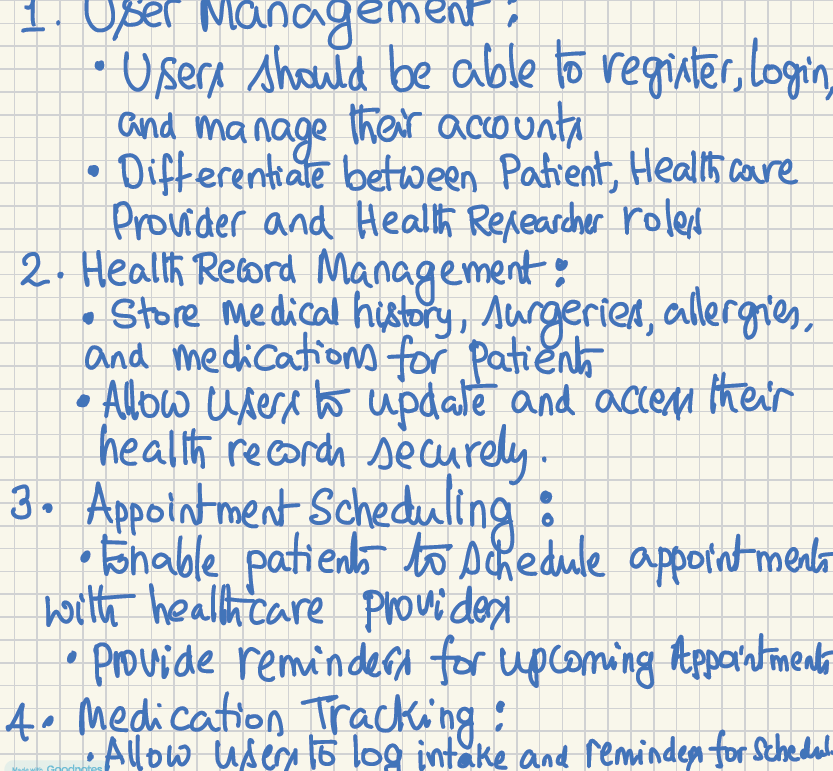 1. User Management :
• Users should be able to register, login,
and manage their accounts
• Differentiate between Patient, Healthcare
Provider and Health Researcher roles
2. Health Record Management :
• Store medical history, surgeries, allergies,
and medications for patients
• Allow Users to update and access their
health records securely.
3. Appointment Scheduling :
• Enable patients to schedule appointments
with healthcare providers
• Provide reminders for upcoming Appointments
4. Medication Tracking :
• Allow users to log intake and reminders for
Made with Goodnotes